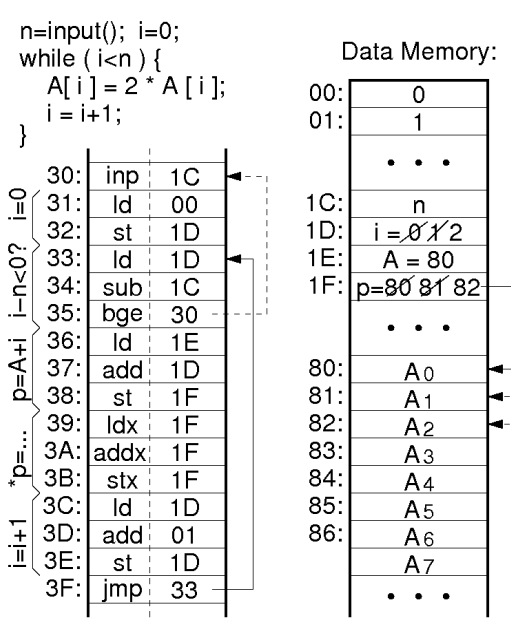 n=input(); i=0;
while ( i<n ) {
A[ i ] = 2 * A [ i ];
i = i+1;
}
30: inp 1C
31: ld 00
32: st 1D
33: ld 1D
34: sub 1C
35: bge 30
36: ld 1E
37: add 1D
38: st 1F
39: ldx 1F
3A: addx 1F
3B: stx 1F
3C: ld 1D
3D: add 01
3E: st 1D
3F: jmp 33
i=0
i-n<0?
p=A+i
*p=...
i=i+1
Data Memory:
00: 0
01: 1
• • •
1C: n
1D: i = 0 1 2
1E: A = 80
1F: p=80 81 82
• • •
80: A0
81: A1
82: A2
83: A3
84: A4
85: A5
86: A6
A7
• • •